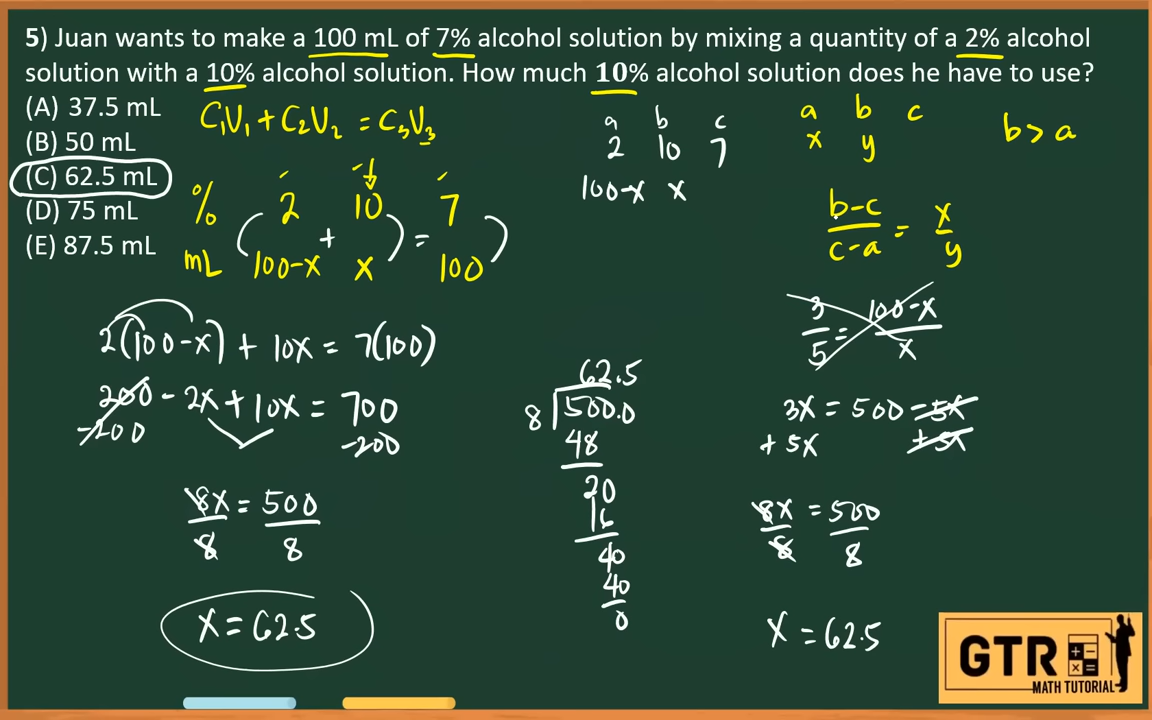 5) Juan wants to make a 100 mL of 7% alcohol solution by mixing a quantity of a 2% alcohol
solution with a 10% alcohol solution. How much 10% alcohol solution does he have to use?
(A) 37.5 mL
(B) 50 mL
(C) 62.5 mL
(D) 75 mL
(E) 87.5 mL
C₁V₁ + C₂V₂ = C₃V₃
% 2 10 7
mL (100-x + x) = 100)
2(100-x) + 10x = 7(100)
200 - 2x + 10x = 700
-200 -200
8x = 500
8 8
x = 62.5
a b c
2 10 7
100-x x
62.5
8 500.0
48
20
16
40
40
0
a b c
x y
b > a
b-c = x
c-a y
3 = 100-x
5 x
3x = 500 - 5x
+ 5x + 5x
8x = 500
8 8
x = 62.5
GTR
MATH TUTORIAL